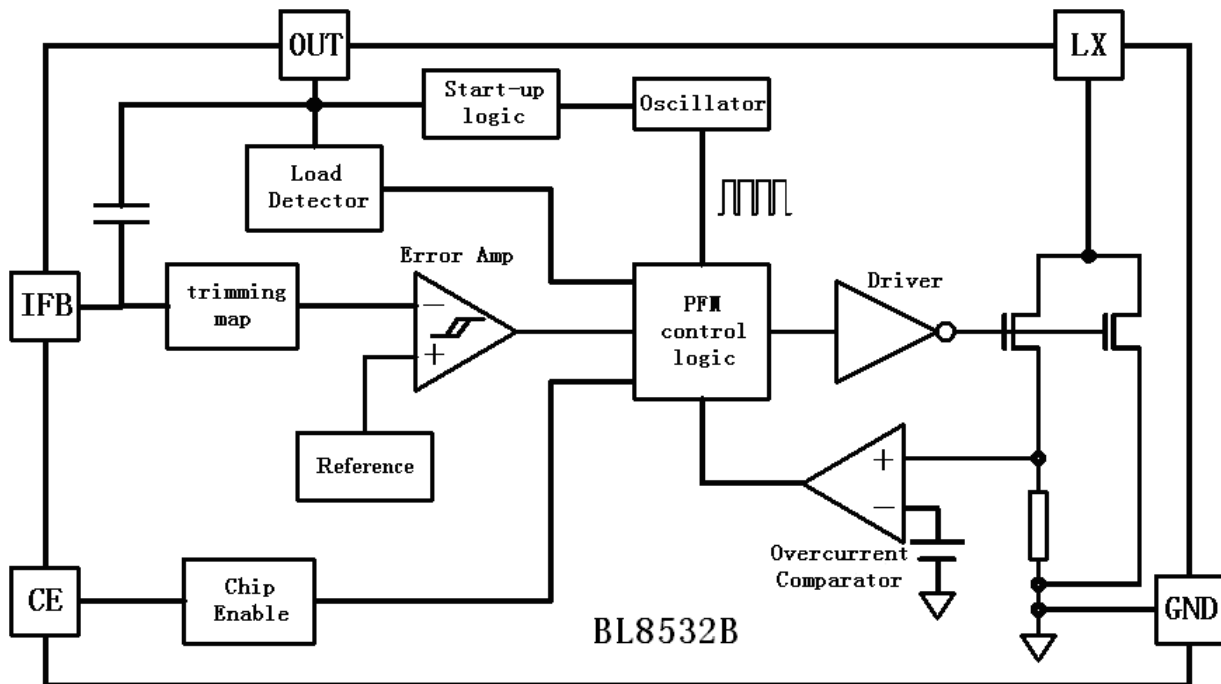 OUT
LX
Start-up
logic
Oscillator
Load
Detector
Error Amp
IFB
trimming
map
−
+
PFM
control
logic
Driver
Reference
+
−
Overcurrent
Comparator
CE
Chip
Enable
GND
BL8532B